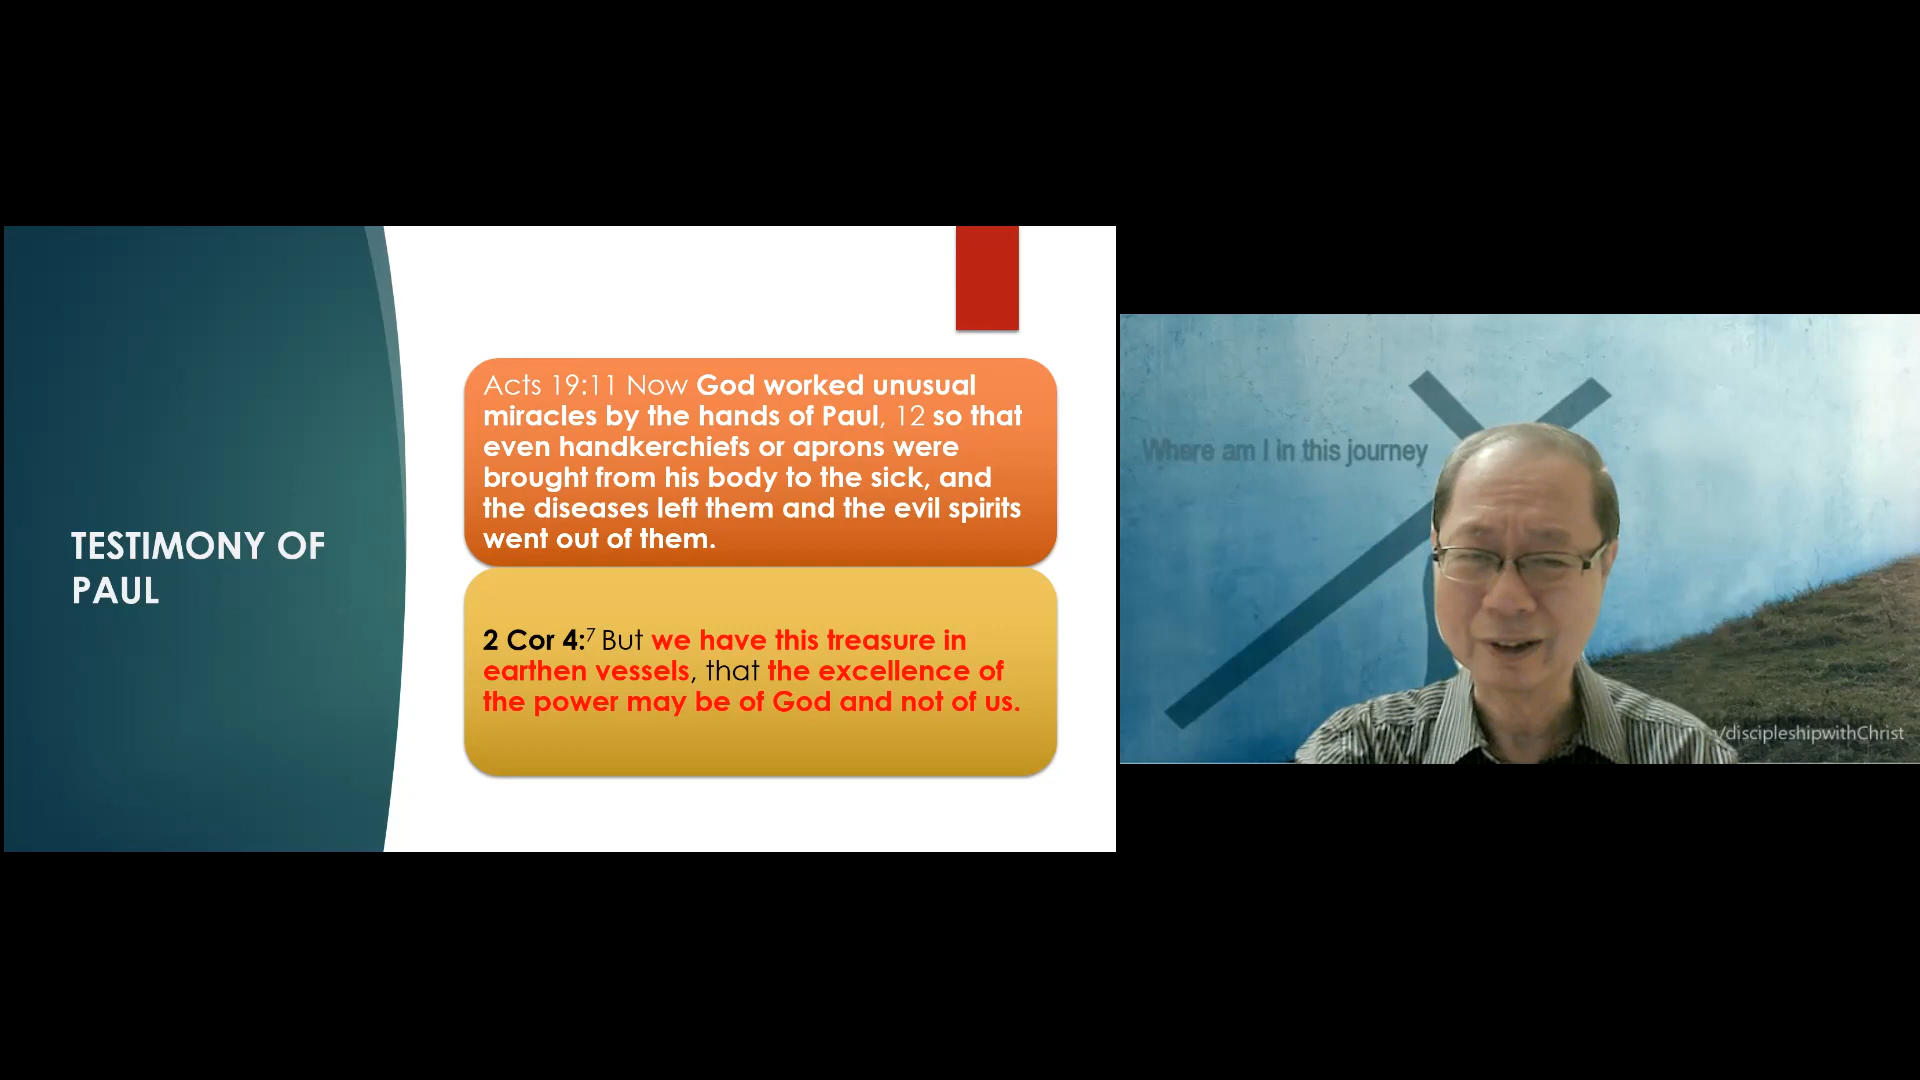 TESTIMONY OF
PAUL
Acts 19:11 Now God worked unusual
miracles by the hands of Paul, 12 so that
even handkerchiefs or aprons were
brought from his body to the sick, and
the diseases left them and the evil spirits
went out of them.
2 Cor 4:7 But we have this treasure in
earthen vessels, that the excellence of
the power may be of God and not of us.
Where am I in this journey
/discipleshipwithChrist